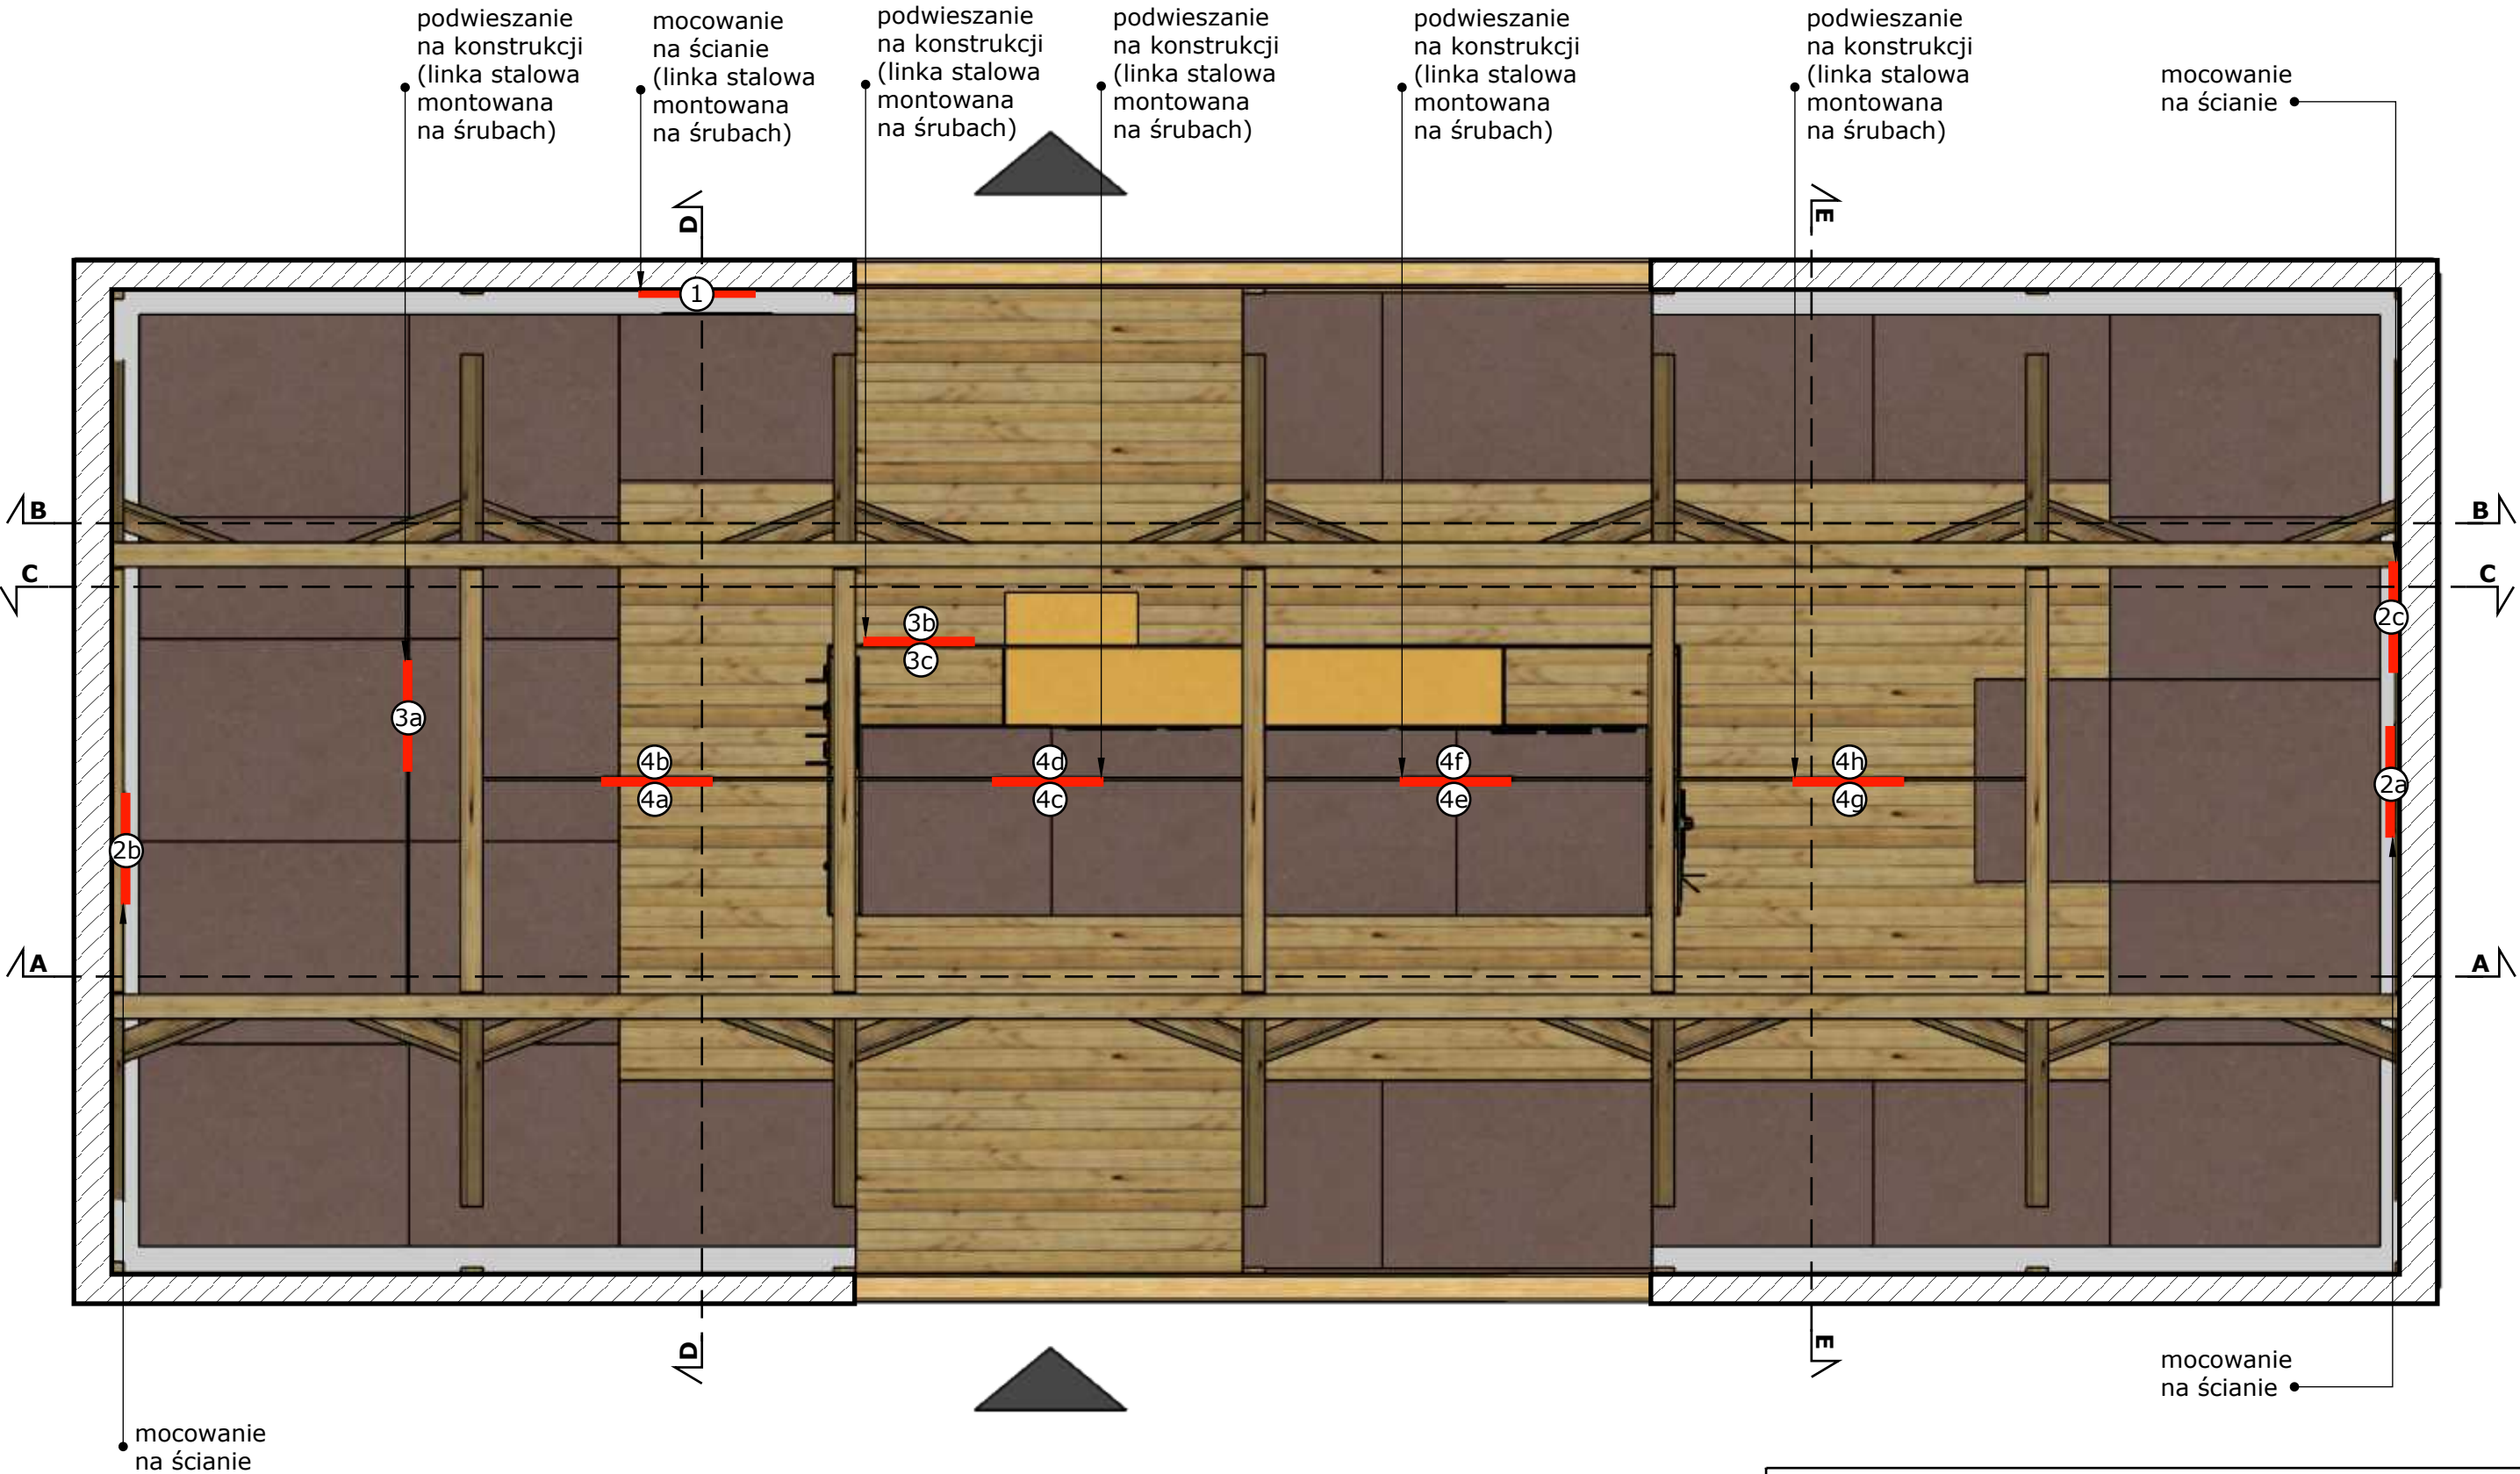 podwieszanie
na konstrukcji
(linka stalowa
montowana
na śrubach)
mocowanie
na ścianie
(linka stalowa
montowana
na śrubach)
podwieszanie
na konstrukcji
(linka stalowa
montowana
na śrubach)
podwieszanie
na konstrukcji
(linka stalowa
montowana
na śrubach)
podwieszanie
na konstrukcji
(linka stalowa
montowana
na śrubach)
podwieszanie
na konstrukcji
(linka stalowa
montowana
na śrubach)
mocowanie
na ścianie
D
E
1
B
B
C
C
3b
3c
2c
3a
4b
4a
4d
4c
4f
4e
4h
4g
2a
2b
A
A
D
E
mocowanie
na ścianie
mocowanie
na ścianie